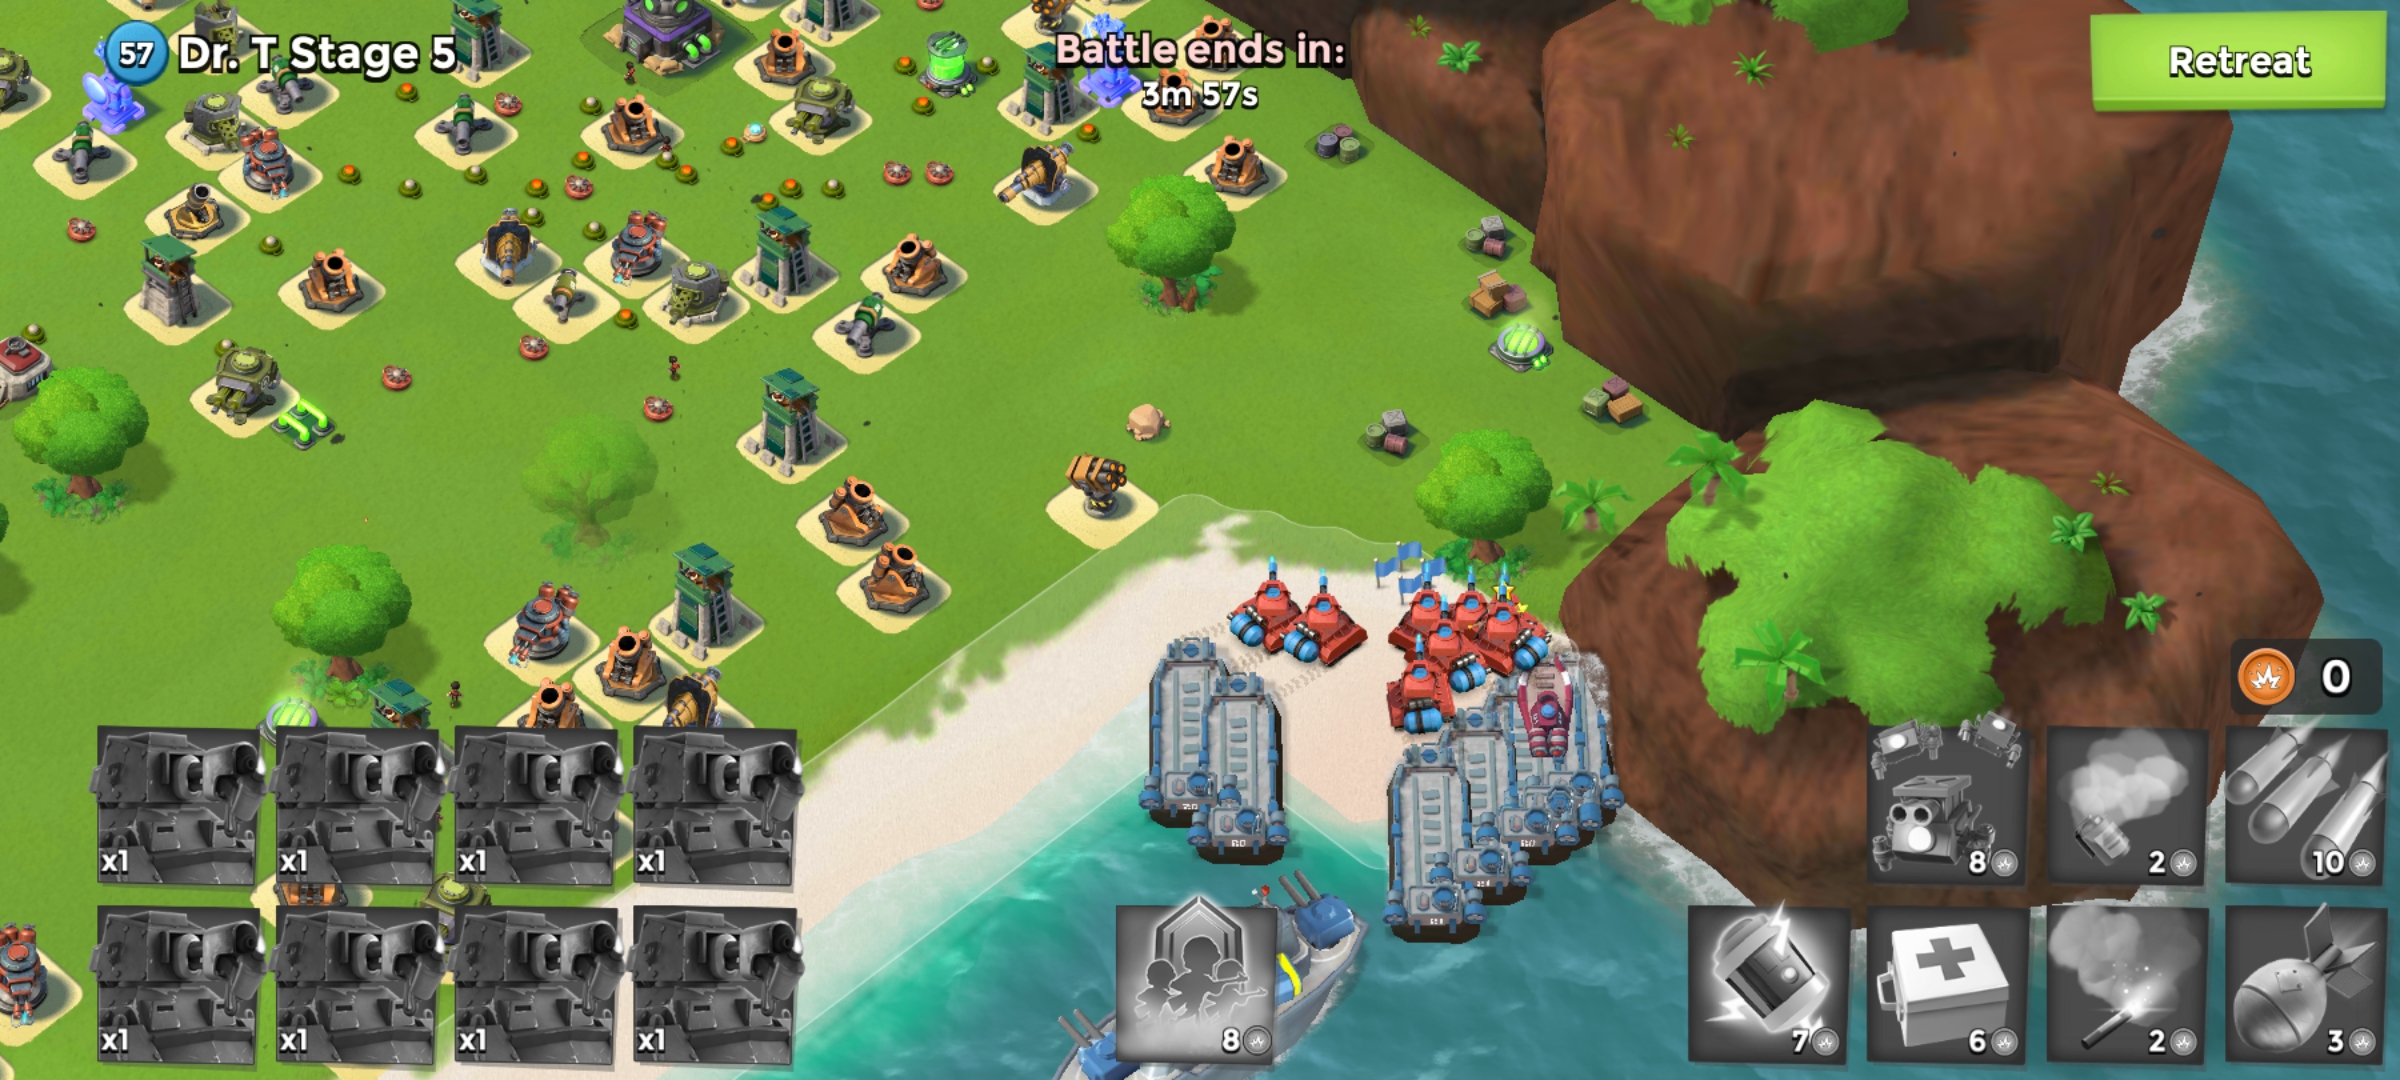 57 Dr. T Stage 5
Battle ends in:
3m 57s
Retreat
0
x1 x1 x1 x1
8 2 10
x1 x1 x1 x1
8
7 6 2 3